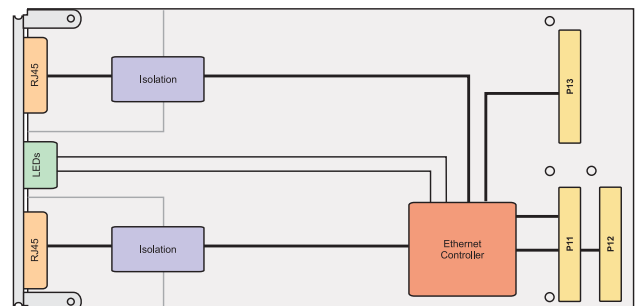 RJ45
Isolation
P13
LEDs
RJ45
Isolation
Ethernet
Controller
P11
P12